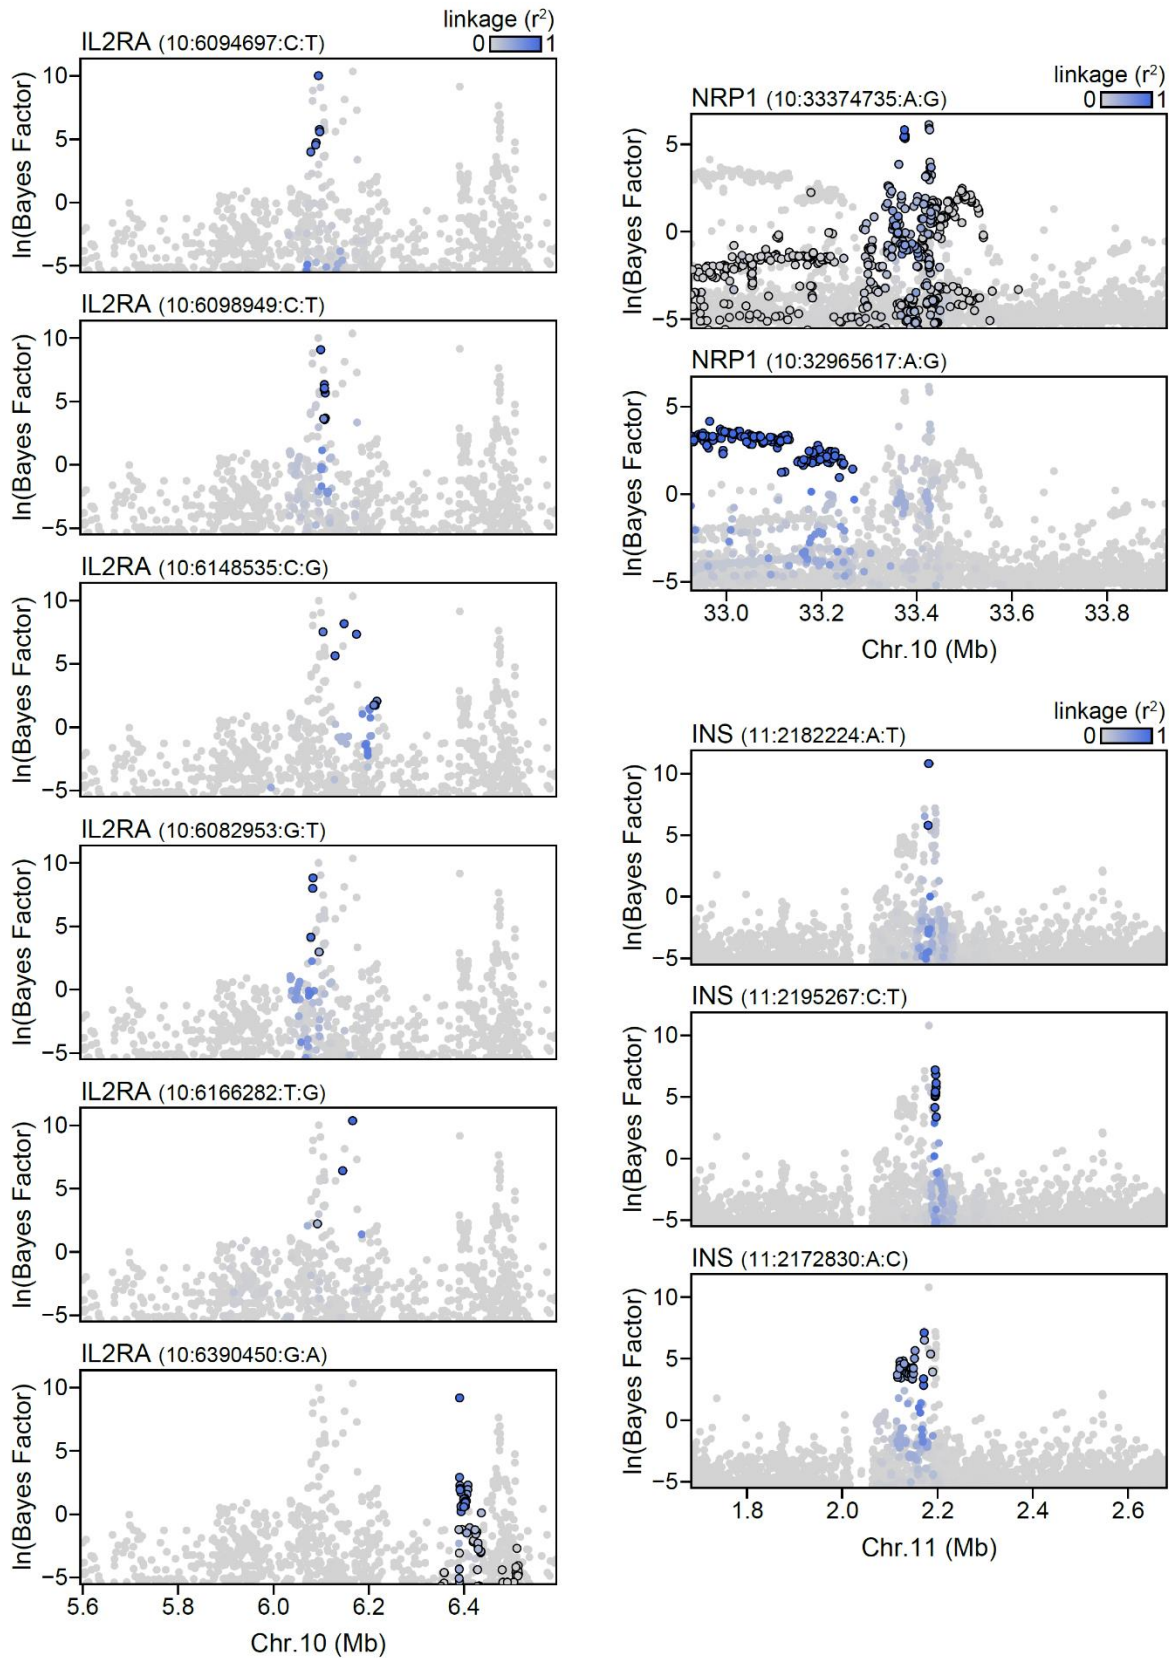 linkage (r²)
0 1
IL2RA (10:6094697:C:T)
ln(Bayes Factor)
10
5
0
−5
IL2RA (10:6098949:C:T)
ln(Bayes Factor)
10
5
0
−5
IL2RA (10:6148535:C:G)
ln(Bayes Factor)
10
5
0
−5
IL2RA (10:6082953:G:T)
ln(Bayes Factor)
10
5
0
−5
IL2RA (10:6166282:T:G)
ln(Bayes Factor)
10
5
0
−5
IL2RA (10:6390450:G:A)
ln(Bayes Factor)
10
5
0
−5
5.6 5.8 6.0 6.2 6.4
Chr.10 (Mb)
linkage (r²)
NRP1 (10:33374735:A:G) 0 1
ln(Bayes Factor)
5
0
−5
NRP1 (10:32965617:A:G)
ln(Bayes Factor)
5
0
−5
33.0 33.2 33.4 33.6 33.8
Chr.10 (Mb)
linkage (r²)
INS (11:2182224:A:T) 0 1
ln(Bayes Factor)
10
5
0
−5
INS (11:2195267:C:T)
ln(Bayes Factor)
10
5
0
−5
INS (11:2172830:A:C)
ln(Bayes Factor)
10
5
0
−5
1.8 2.0 2.2 2.4 2.6
Chr.11 (Mb)